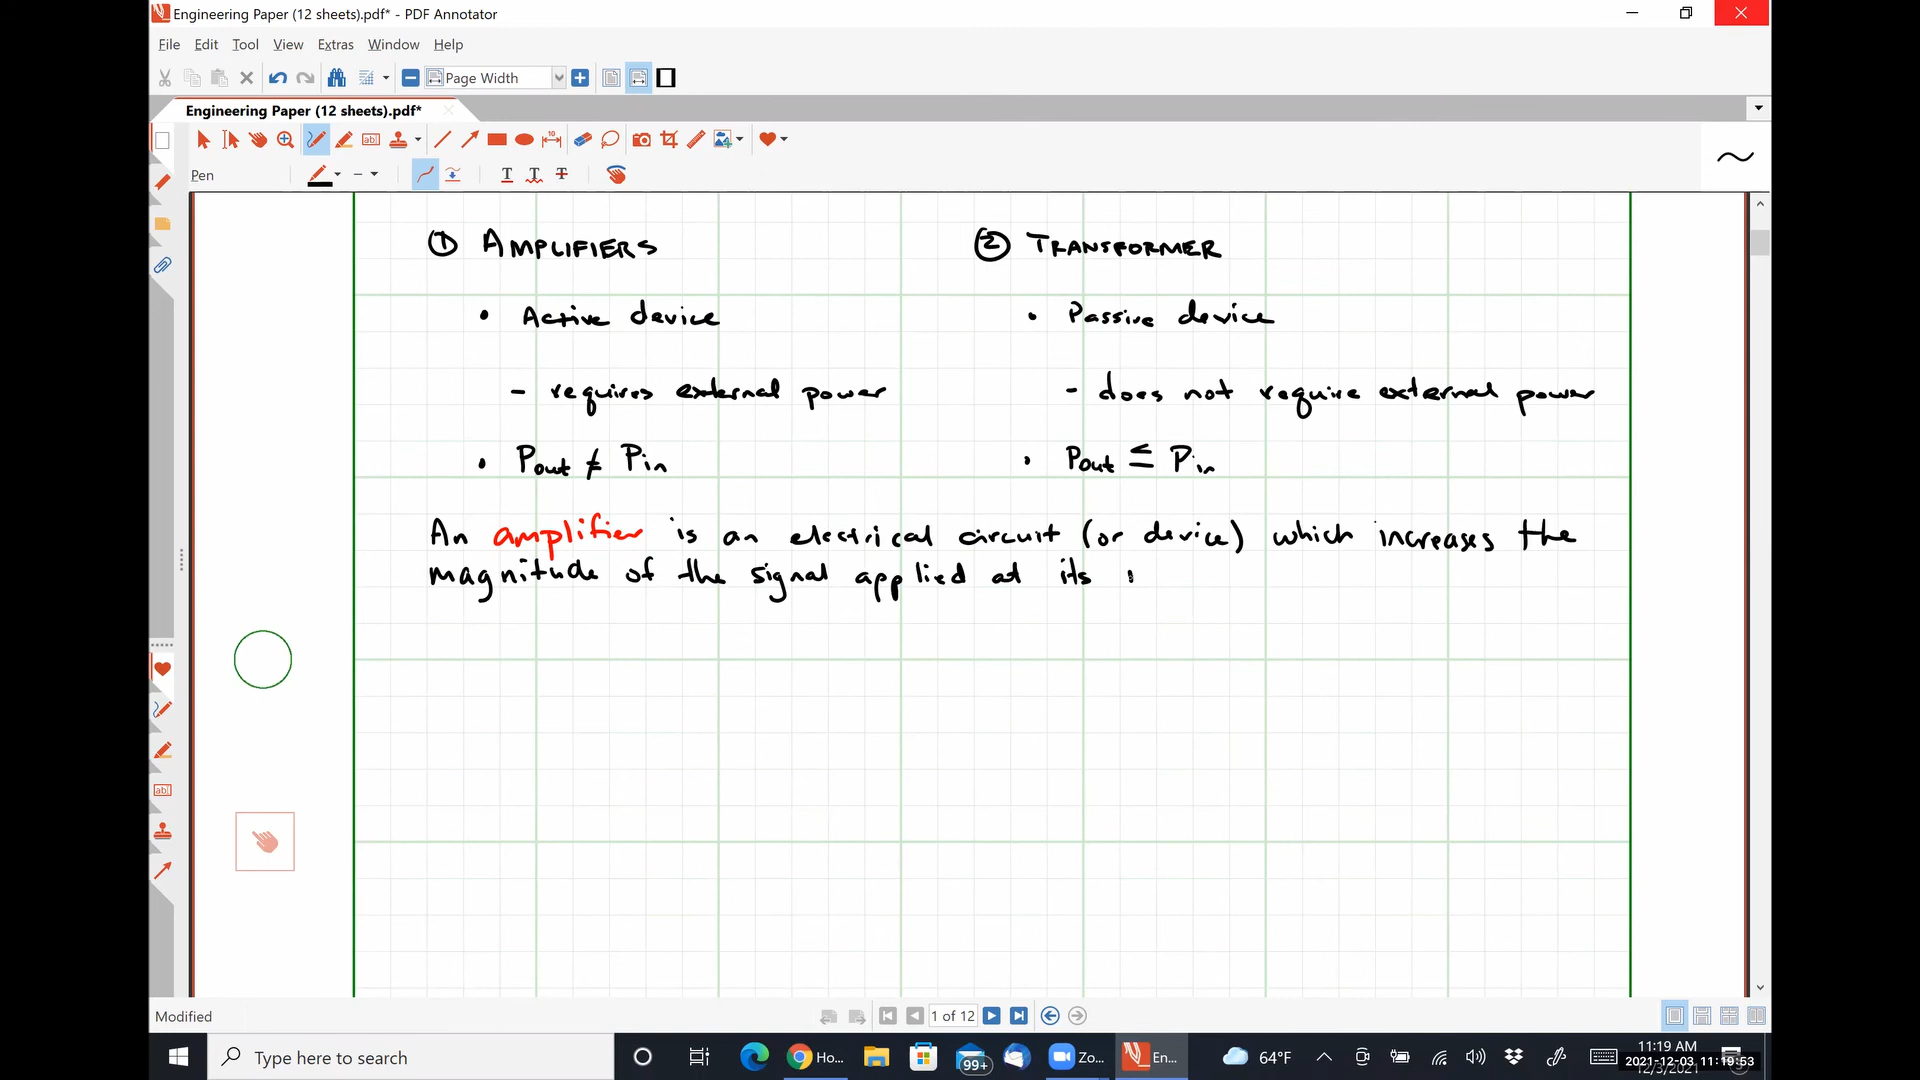 Engineering Paper (12 sheets).pdf* - PDF Annotator
File Edit Tool View Extras Window Help
Page Width
Engineering Paper (12 sheets).pdf*
Pen
① AMPLIFIERS
② TRANSFORMER
• Active device
• Passive device
- requires external power
- does not require external power
• Pout ≠ Pin
• Pout ≤ Pin
An amplifier is an electrical circuit (or device) which increases the
magnitude of the signal applied at its
Modified
1 of 12
Type here to search
99+
Ho...
Zo...
En...
64°F
11:19 AM
2021-12-03, 11:19:53